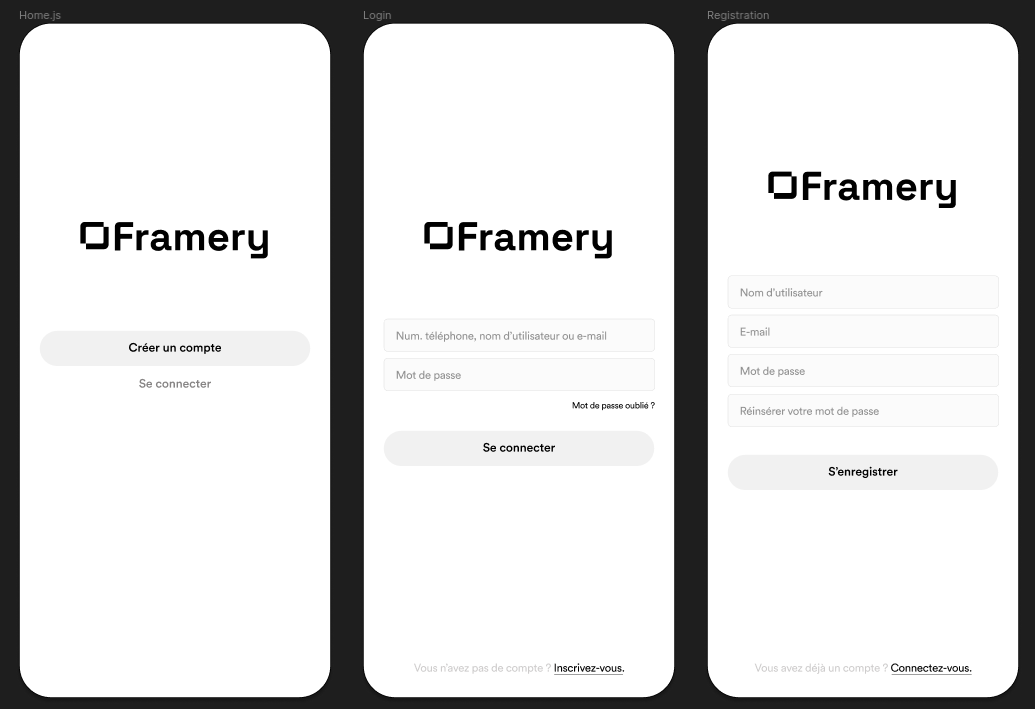 Home.js
Framery
Créer un compte
Se connecter
Login
Framery
Num. téléphone, nom d'utilisateur ou e-mail
Mot de passe
Mot de passe oublié ?
Se connecter
Vous n'avez pas de compte ? Inscrivez-vous.
Registration
Framery
Nom d'utilisateur
E-mail
Mot de passe
Réinsérer votre mot de passe
S'enregistrer
Vous avez déjà un compte ? Connectez-vous.